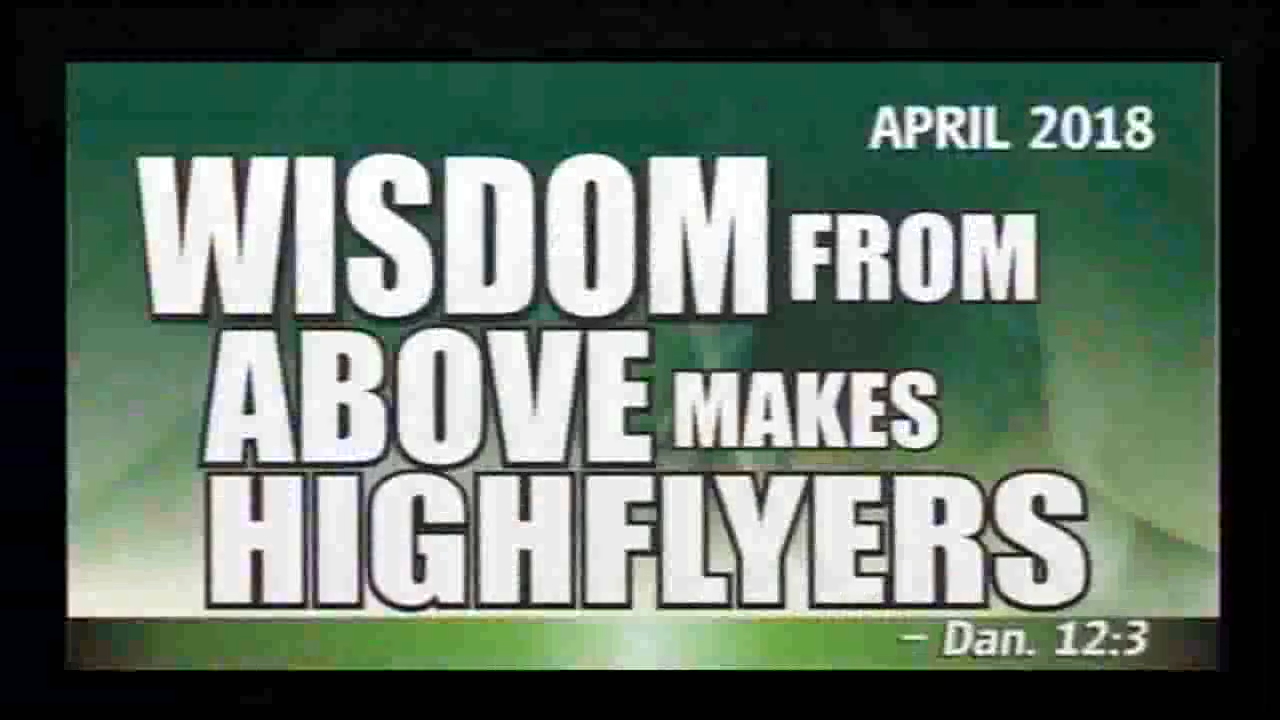 APRIL 2018
WISDOM FROM
ABOVE MAKES
HIGHFLYERS
– Dan. 12:3